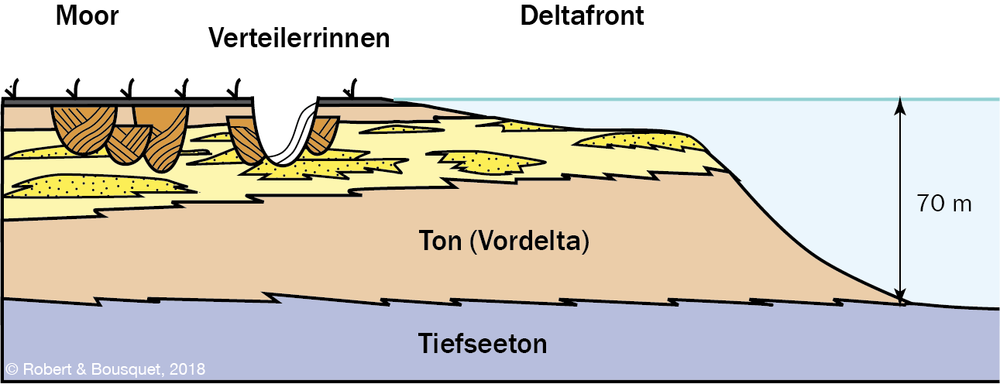 Moor
Verteilerrinnen
Deltafront
70 m
Ton (Vordelta)
Tiefseeton
© Robert & Bousquet, 2018